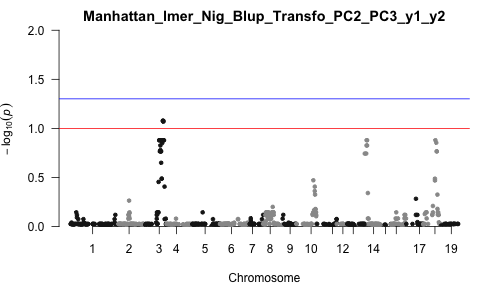 Manhattan_lmer_Nig_Blup_Transfo_PC2_PC3_y1_y2
2.0
1.5
1.0
0.5
0.0
− log10(p)
1 2 3 4 5 6 7 8 9 10 12 14 17 19
Chromosome